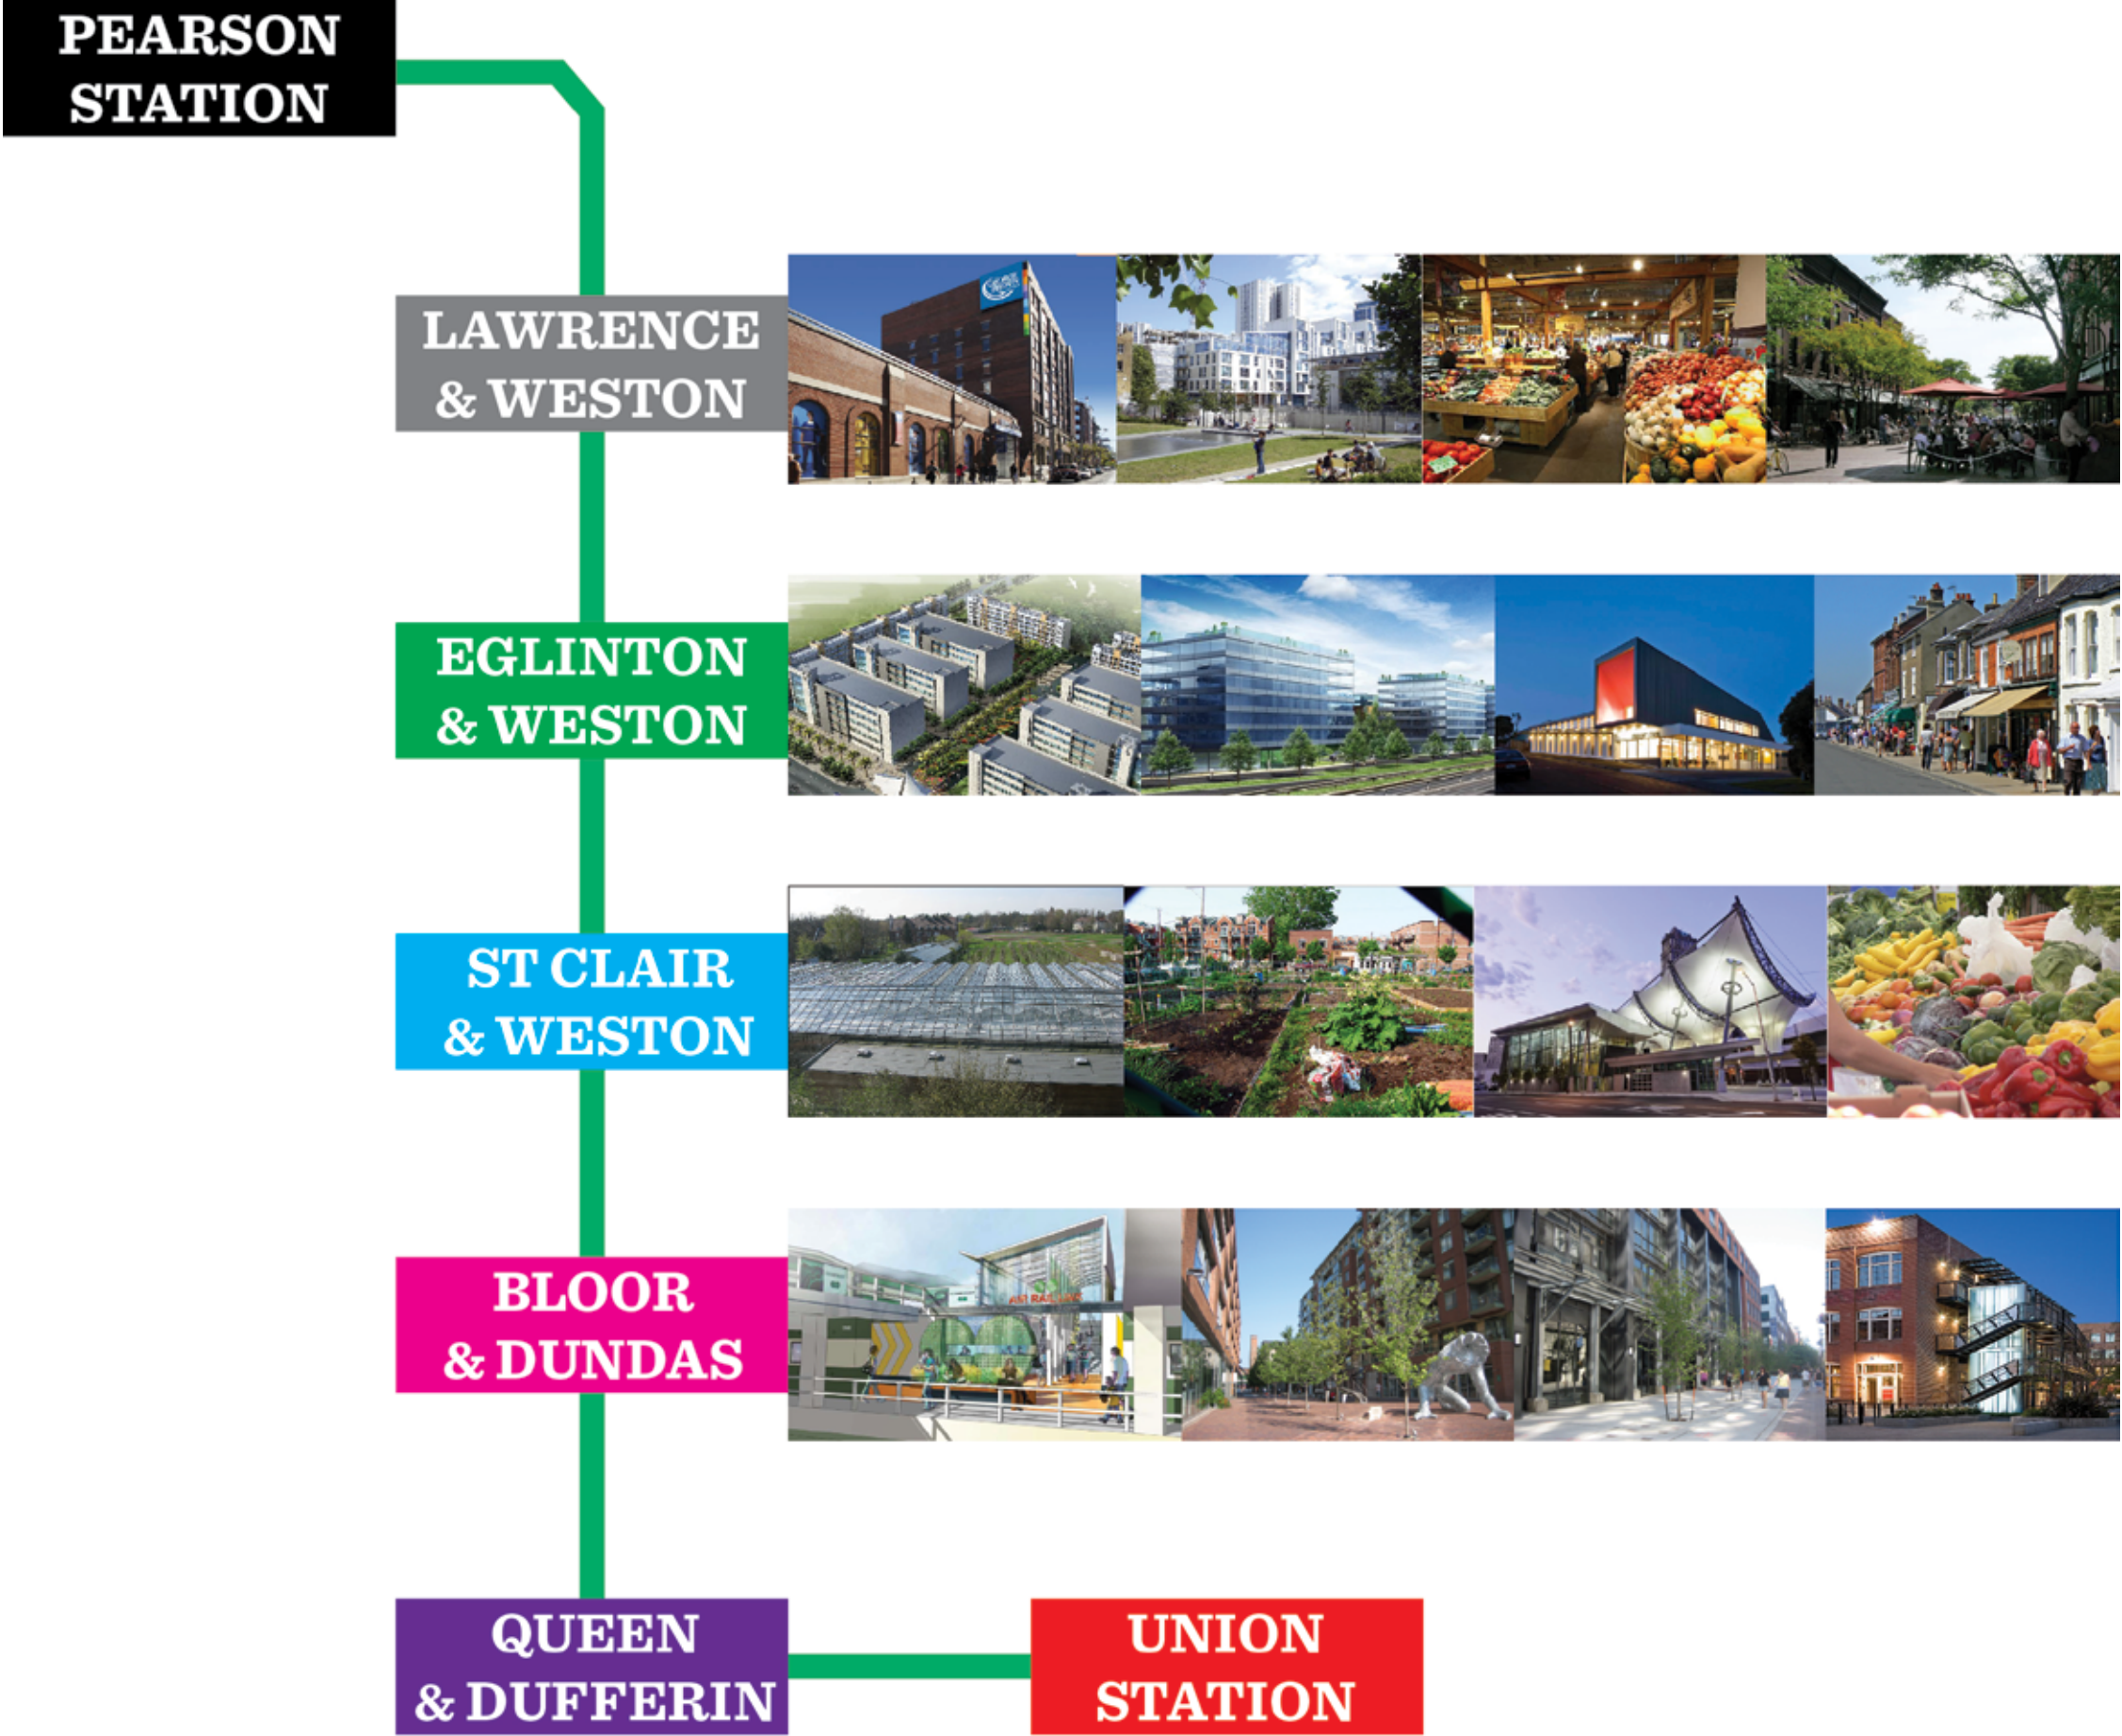 PEARSON
STATION
LAWRENCE
& WESTON
EGLINTON
& WESTON
ST CLAIR
& WESTON
BLOOR
& DUNDAS
QUEEN
& DUFFERIN
UNION
STATION